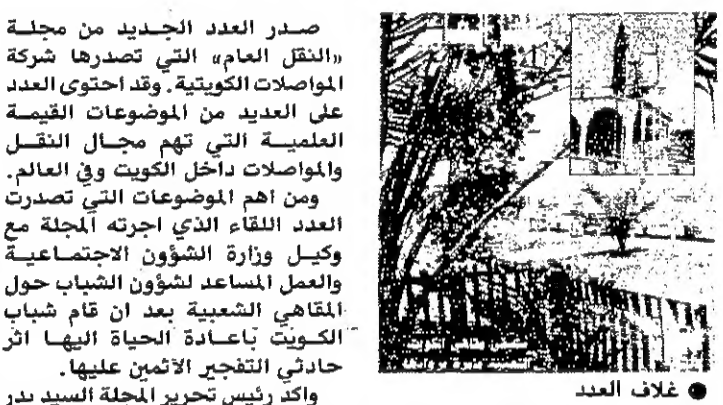 صدر العدد الجديد من مجلة
«النقل العام» التي تصدرها شركة
المواصلات الكويتية. وقد احتوى العدد
على العديد من الموضوعات القيمة
العلمية التي تهم مجال النقل
والمواصلات داخل الكويت وفي العالم.
ومن اهم الموضوعات التي تصدرت
العدد اللقاء الذي اجرته المجلة مع
وكيل وزارة الشؤون الاجتماعية
والعمل المساعد لشؤون الشباب حول
المقاهي الشعبية بعد ان قام شباب
الكويت باعادة الحياة اليها اثر
حادثي التفجير الآثمين عليها.
واكد رئيس تحرير المجلة السيد بدر
● غلاف العدد